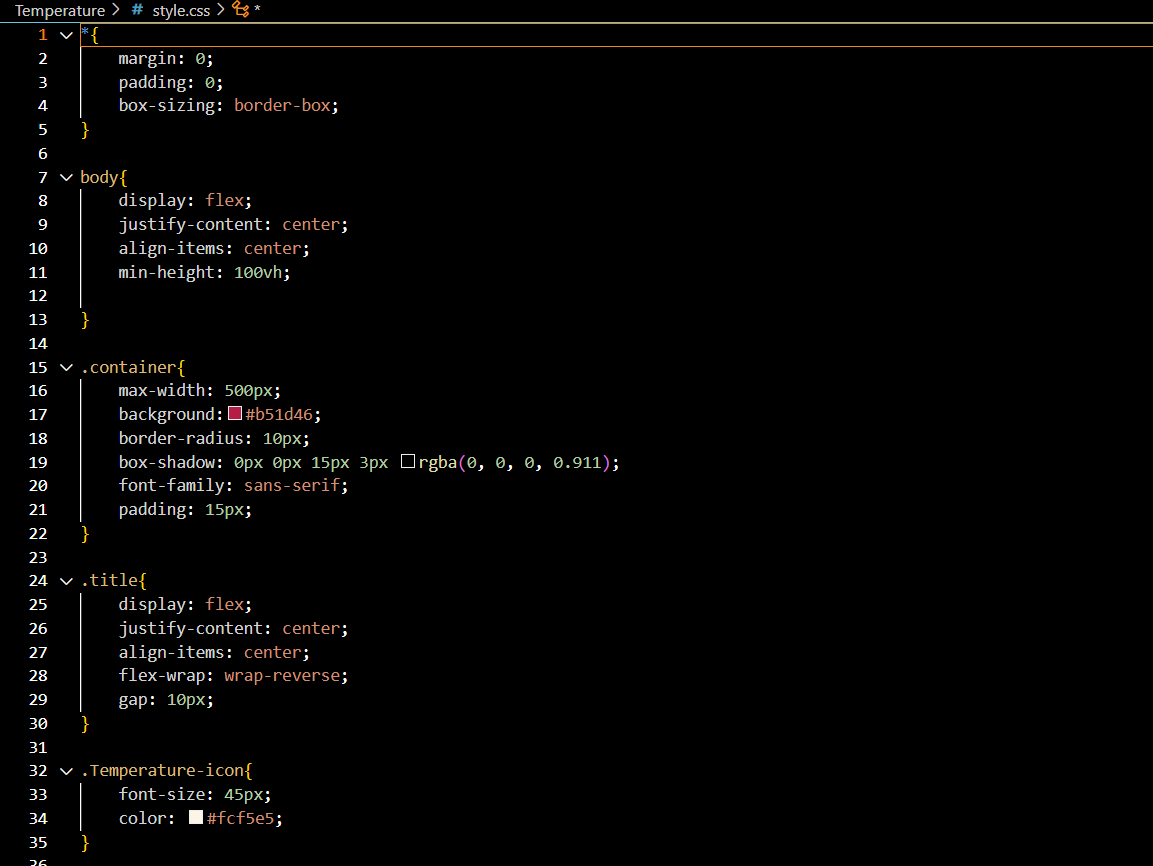 Temperature > # style.css > *
1 *{
2 margin: 0;
3 padding: 0;
4 box-sizing: border-box;
5 }
6
7 body{
8 display: flex;
9 justify-content: center;
10 align-items: center;
11 min-height: 100vh;
12
13 }
14
15 .container{
16 max-width: 500px;
17 background: #b51d46;
18 border-radius: 10px;
19 box-shadow: 0px 0px 15px 3px rgba(0, 0, 0, 0.911);
20 font-family: sans-serif;
21 padding: 15px;
22 }
23
24 .title{
25 display: flex;
26 justify-content: center;
27 align-items: center;
28 flex-wrap: wrap-reverse;
29 gap: 10px;
30 }
31
32 .Temperature-icon{
33 font-size: 45px;
34 color: #fcf5e5;
35 }
36